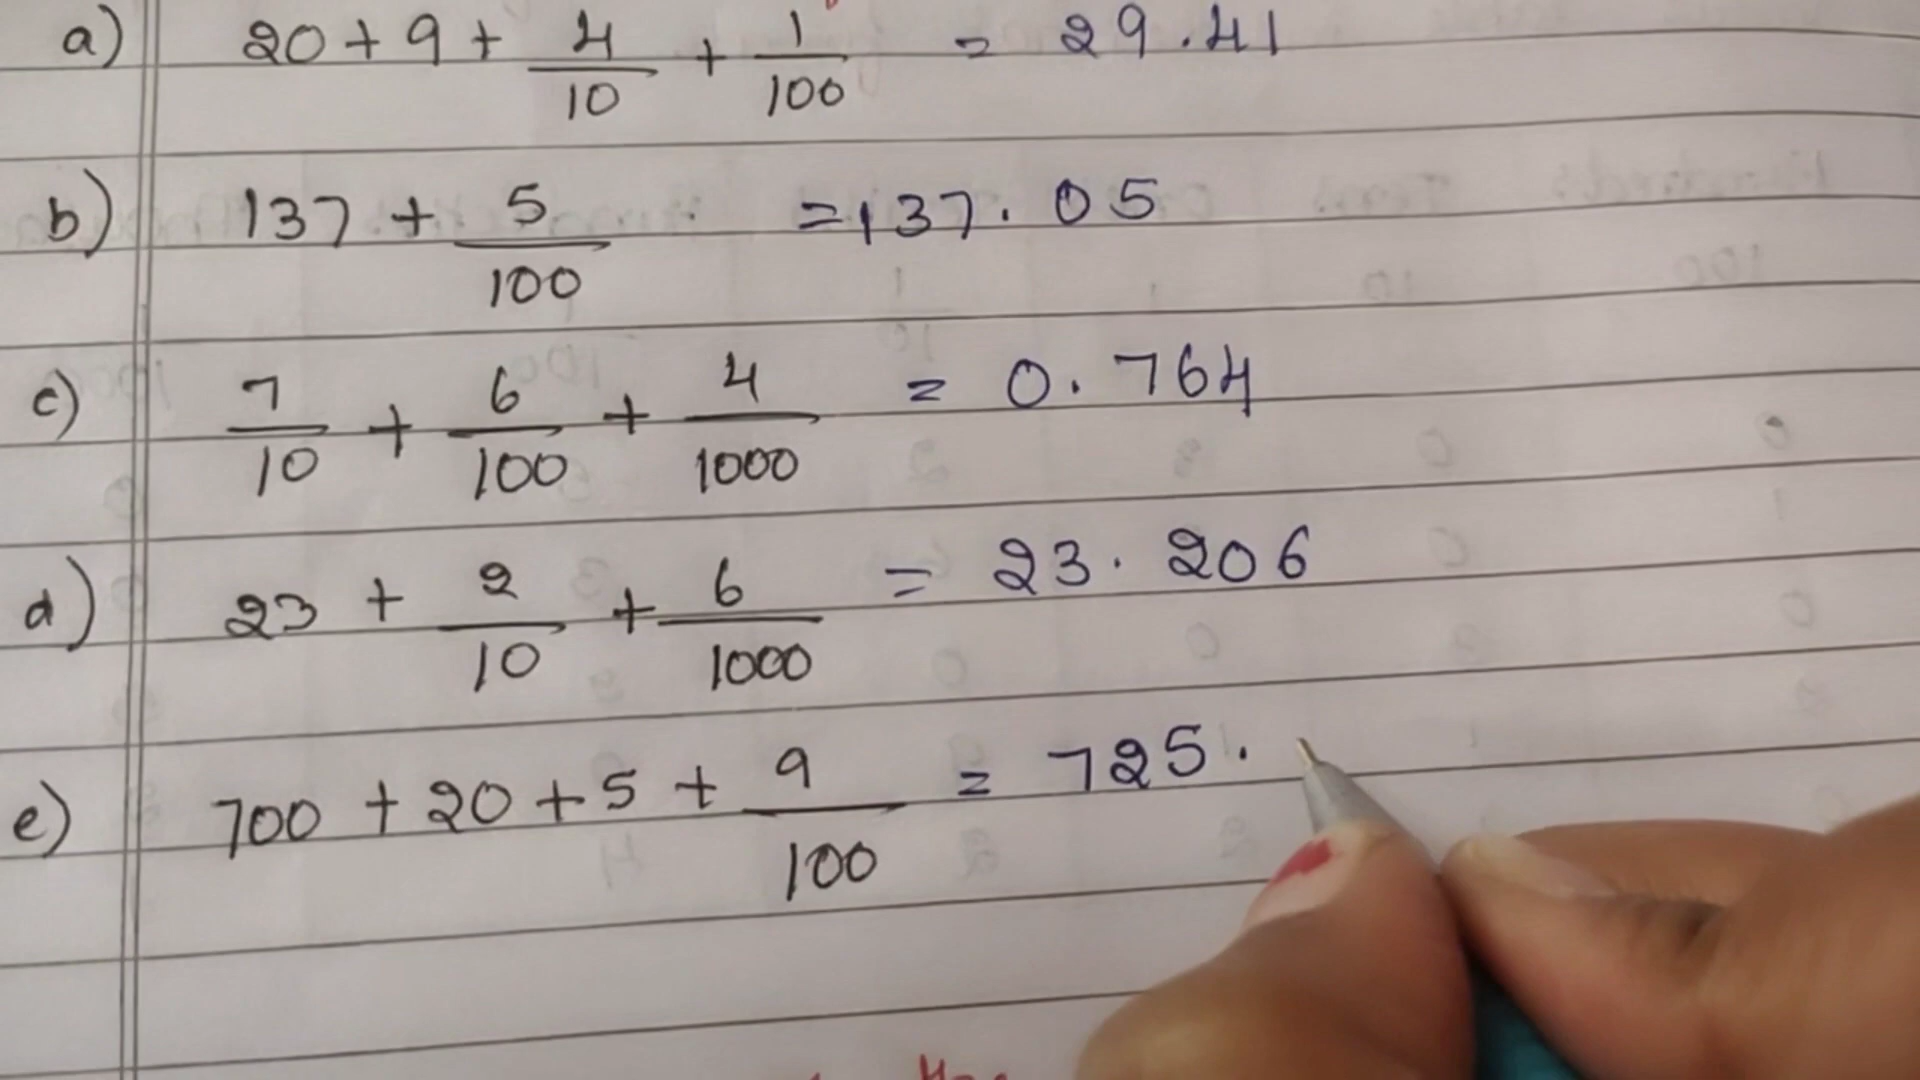 a) 20 + 9 + 4/10 + 1/100 = 29.41
b) 137 + 5/100 = 137.05
c) 7/10 + 6/100 + 4/1000 = 0.764
d) 23 + 2/10 + 6/1000 = 23.206
e) 700 + 20 + 5 + 9/100 = 725.